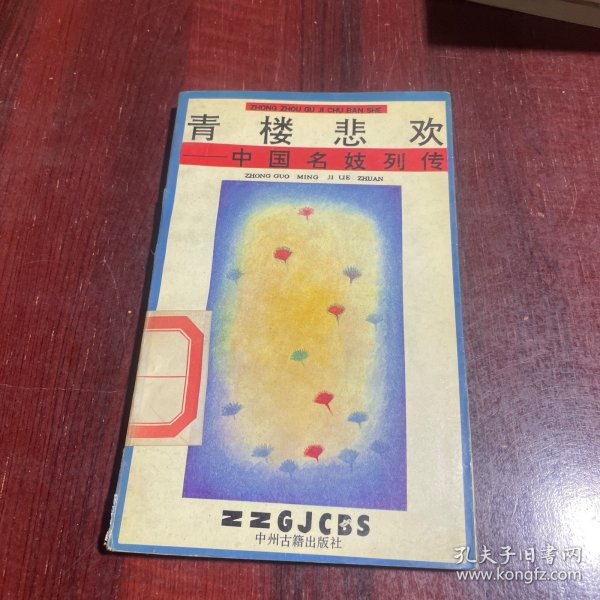 ZHONG ZHOU GU JI CHU BAN SHE
青楼悲欢
——中国名妓列传
ZHONG GUO MING JI LIE ZHUAN
ZZGJCBS
中州古籍出版社
孔夫子旧书网
www.kongfz.com